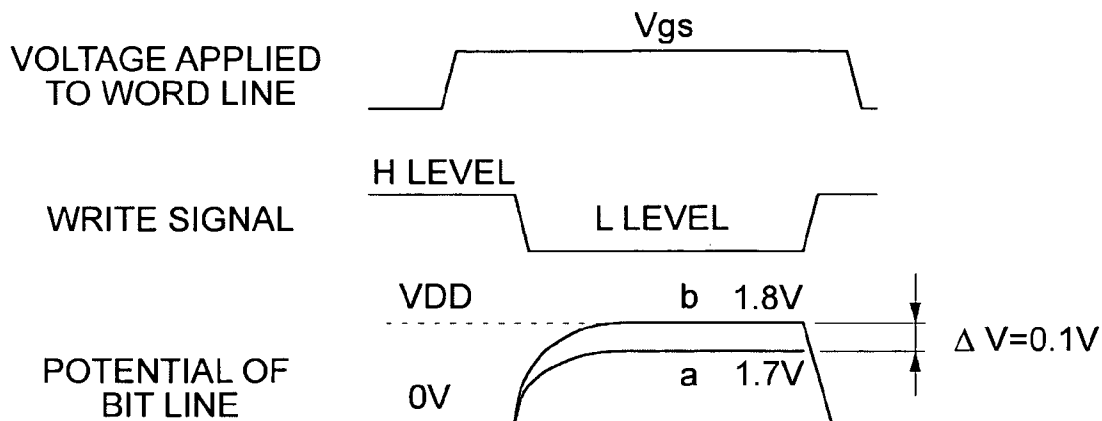 Vgs
VOLTAGE APPLIED
TO WORD LINE
H LEVEL
WRITE SIGNAL
L LEVEL
VDD
b 1.8V
Δ V=0.1V
POTENTIAL OF
BIT LINE
0V
a 1.7V